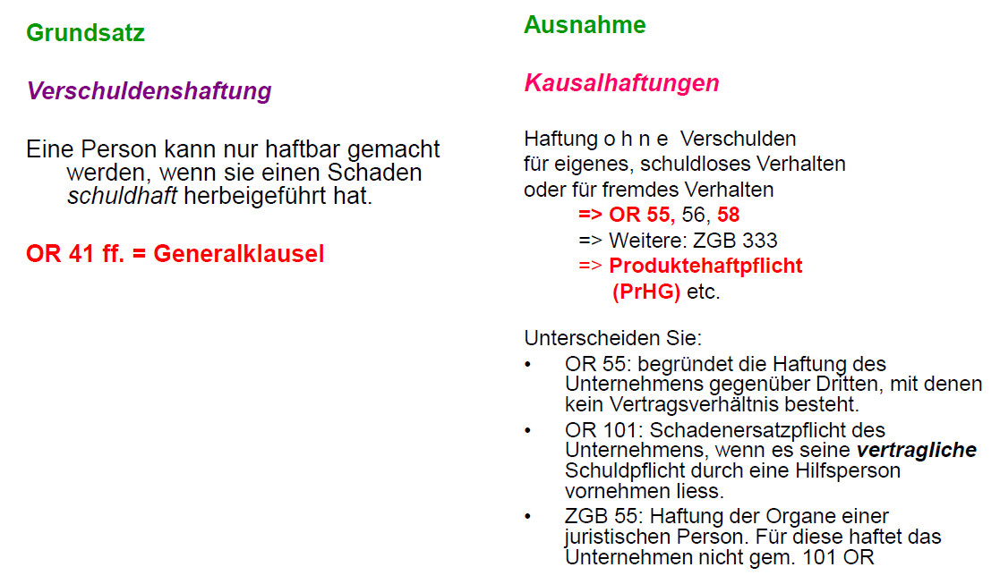 Grundsatz
Verschuldenshaftung
Eine Person kann nur haftbar gemacht
werden, wenn sie einen Schaden
schuldhaft herbeigeführt hat.
OR 41 ff. = Generalklausel
Ausnahme
Kausalhaftungen
Haftung o h n e Verschulden
für eigenes, schuldloses Verhalten
oder für fremdes Verhalten
=> OR 55, 56, 58
=> Weitere: ZGB 333
=> Produktehaftpflicht
(PrHG) etc.
Unterscheiden Sie:
• OR 55: begründet die Haftung des
Unternehmens gegenüber Dritten, mit denen
kein Vertragsverhältnis besteht.
• OR 101: Schadenersatzpflicht des
Unternehmens, wenn es seine vertragliche
Schuldpflicht durch eine Hilfsperson
vornehmen liess.
• ZGB 55: Haftung der Organe einer
juristischen Person. Für diese haftet das
Unternehmen nicht gem. 101 OR